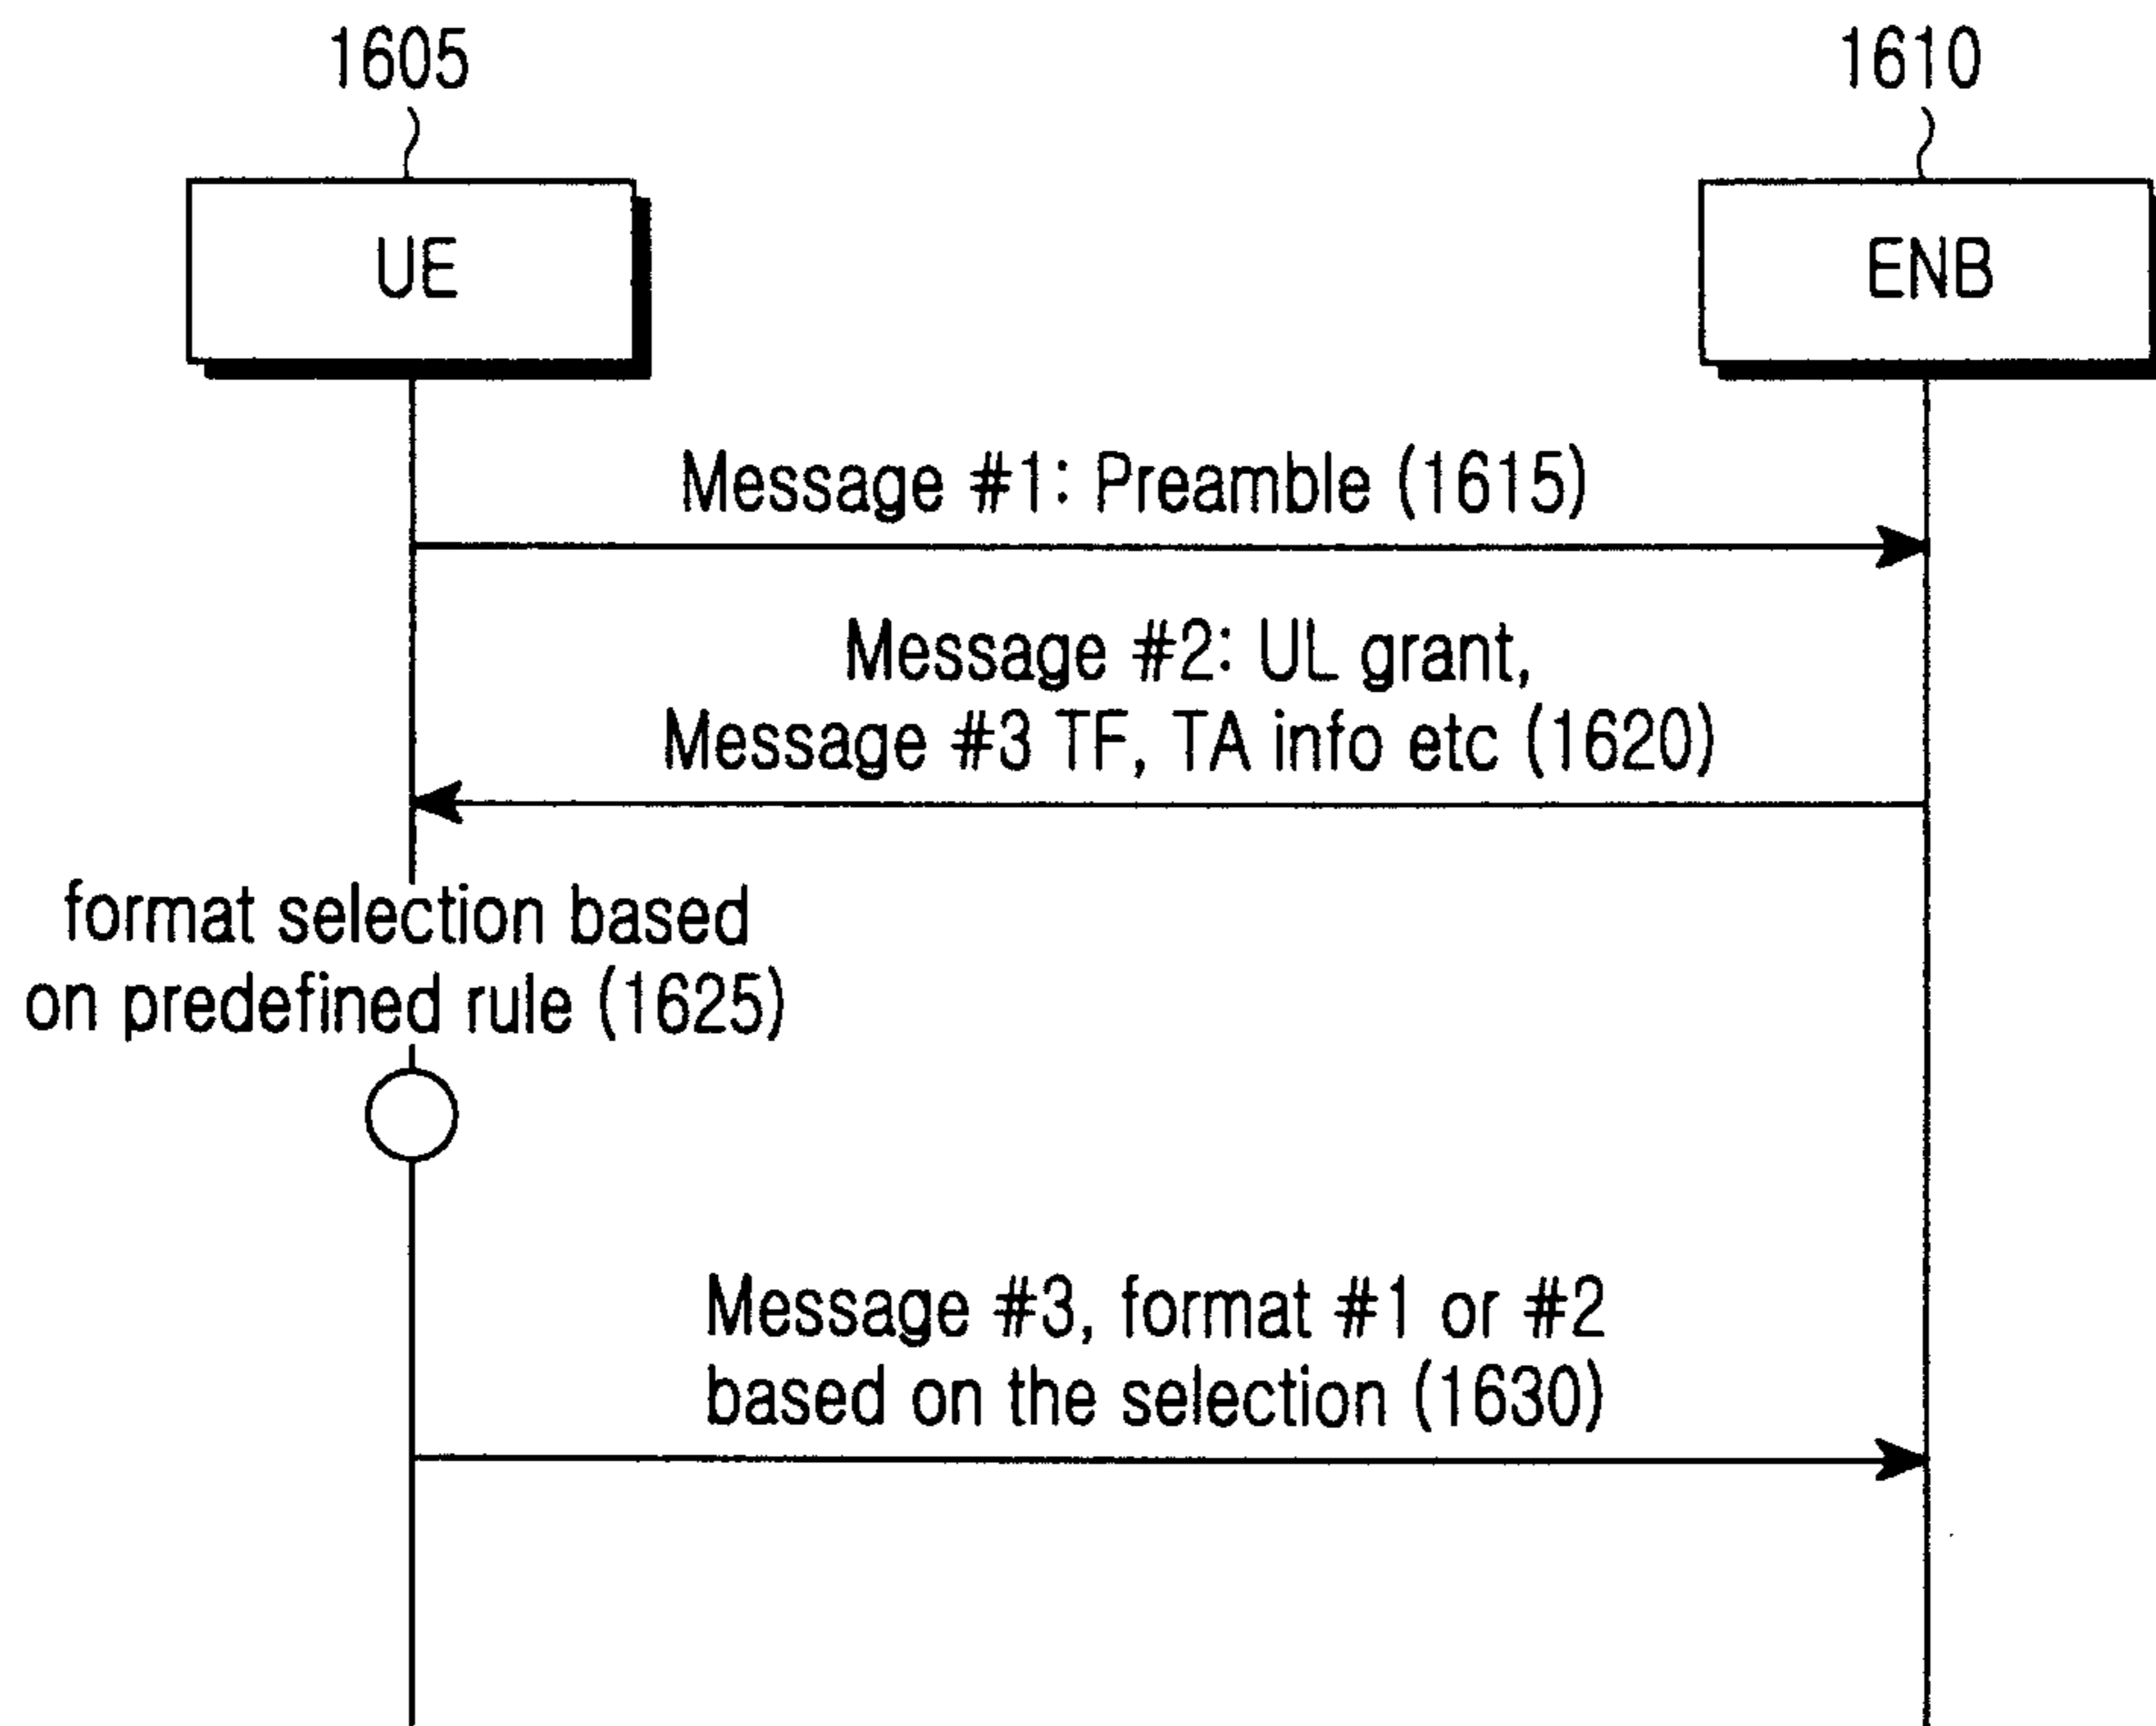 1605
1610
UE
ENB
Message #1: Preamble (1615)
Message #2: UL grant,
Message #3 TF, TA info etc (1620)
format selection based
on predefined rule (1625)
Message #3, format #1 or #2
based on the selection (1630)